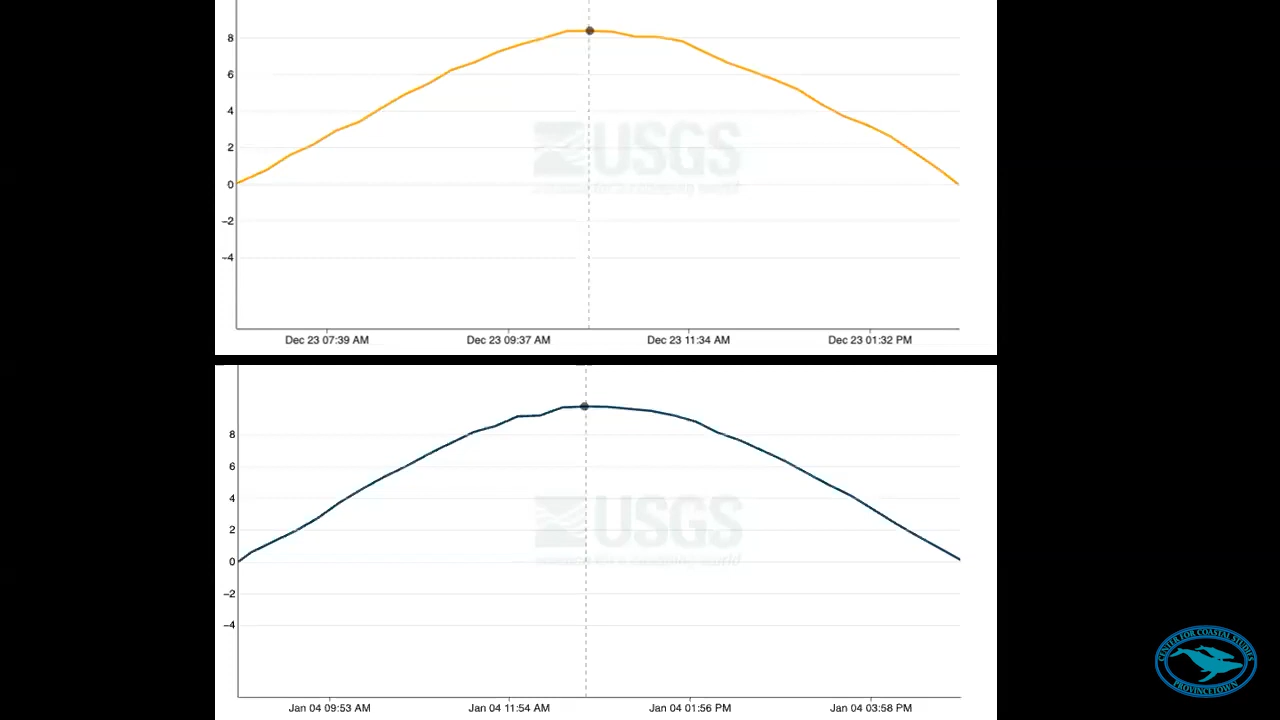 8
6
4
2
0
−2
−4
USGS
Dec 23 07:39 AM
Dec 23 09:37 AM
Dec 23 11:34 AM
Dec 23 01:32 PM
8
6
4
2
0
−2
−4
USGS
Jan 04 09:53 AM
Jan 04 11:54 AM
Jan 04 01:56 PM
Jan 04 03:58 PM
CENTER FOR COASTAL STUDIES
PROVINCETOWN